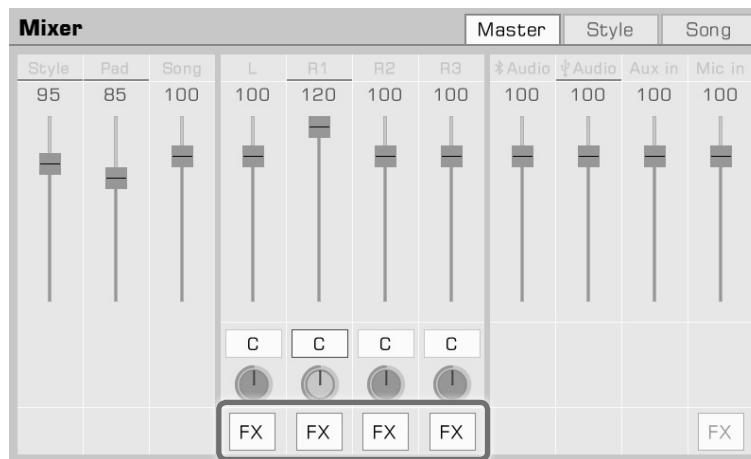 Mixer Master Style Song
Style Pad Song L R1 R2 R3 Audio Audio Aux in Mic in
95 85 100 100 120 100 100 100 100 100 100
C C C C
FX FX FX FX FX